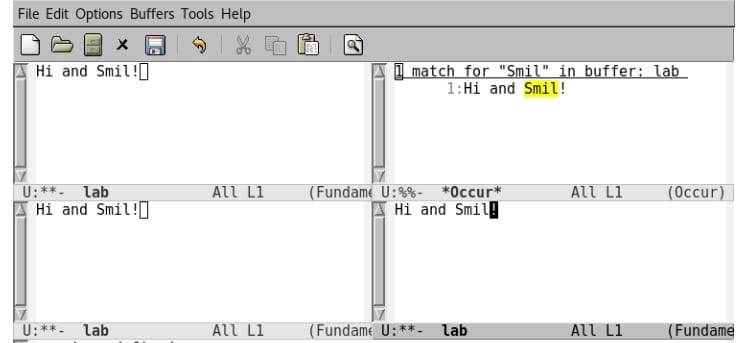 File Edit Options Buffers Tools Help
Hi and Smil!
1 match for "Smil" in buffer: lab
1:Hi and Smil!
U:**-  lab            All L1     (Fundame
U:%%-  *Occur*        All L1     (Occur)
Hi and Smil!
Hi and Smil!
U:**-  lab            All L1     (Fundame
U:**-  lab            All L1     (Fundame